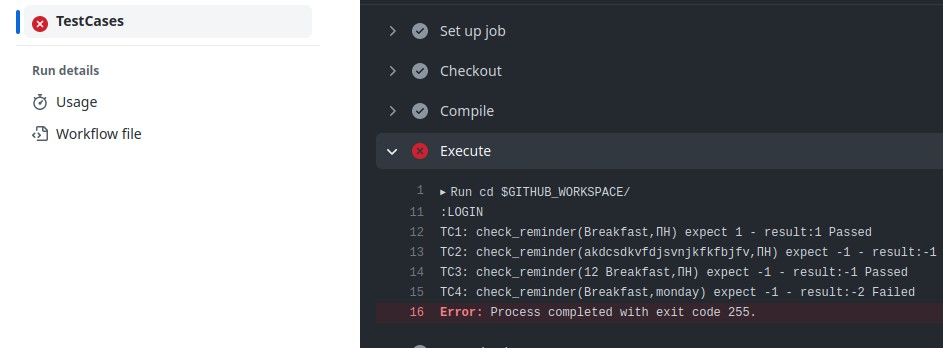 TestCases
Run details
Usage
Workflow file
Set up job
Checkout
Compile
Execute
1 ▸ Run cd $GITHUB_WORKSPACE/
11 :LOGIN
12 TC1: check_reminder(Breakfast,ПН) expect 1 - result:1 Passed
13 TC2: check_reminder(akdcsdkvfdjsvnjkfkfbjfv,ПН) expect -1 - result:-1
14 TC3: check_reminder(12 Breakfast,ПН) expect -1 - result:-1 Passed
15 TC4: check_reminder(Breakfast,monday) expect -1 - result:-2 Failed
16 Error: Process completed with exit code 255.